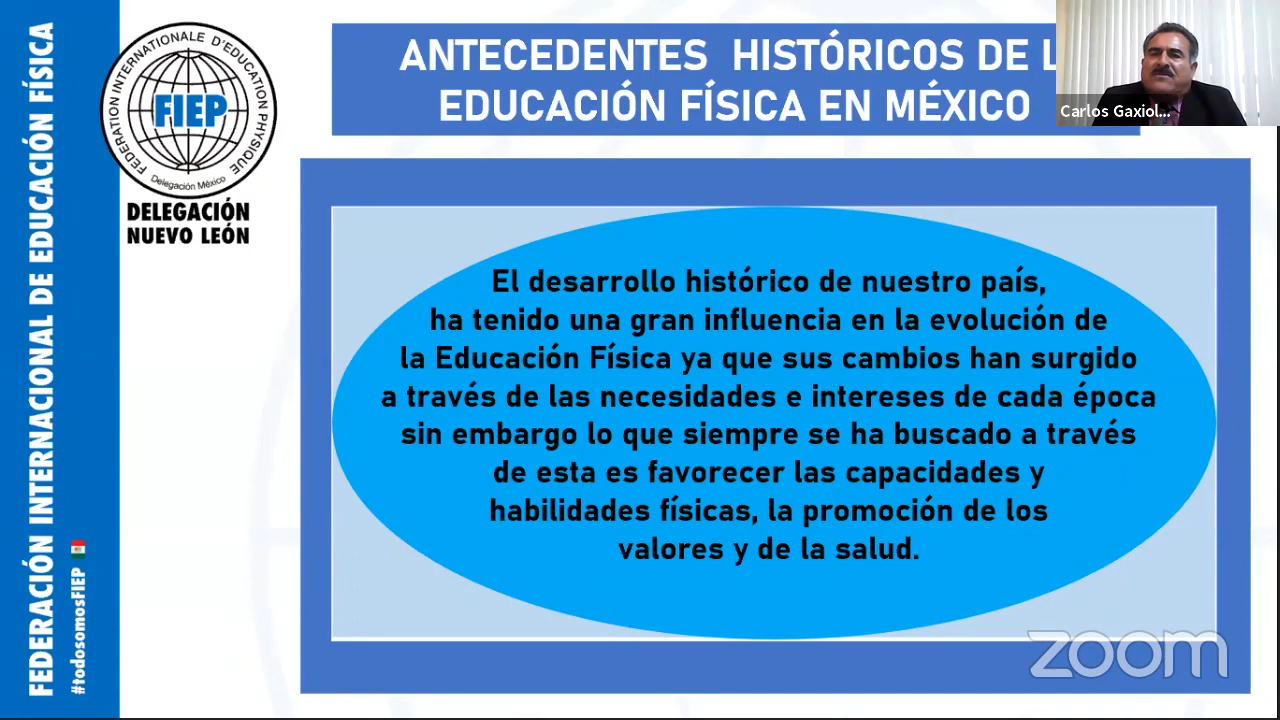 FEDERACIÓN INTERNACIONAL DE EDUCACIÓN FÍSICA
#todosomosFIEP
FEDERATION INTERNATIONALE D'EDUCATION PHYSIQUE
FIEP
Delegación México
DELEGACIÓN
NUEVO LEÓN
ANTECEDENTES HISTÓRICOS DE L
EDUCACIÓN FÍSICA EN MÉXICO
Carlos Gaxiol...
El desarrollo histórico de nuestro país,
ha tenido una gran influencia en la evolución de
la Educación Física ya que sus cambios han surgido
a través de las necesidades e intereses de cada época
sin embargo lo que siempre se ha buscado a través
de esta es favorecer las capacidades y
habilidades físicas, la promoción de los
valores y de la salud.
zoom